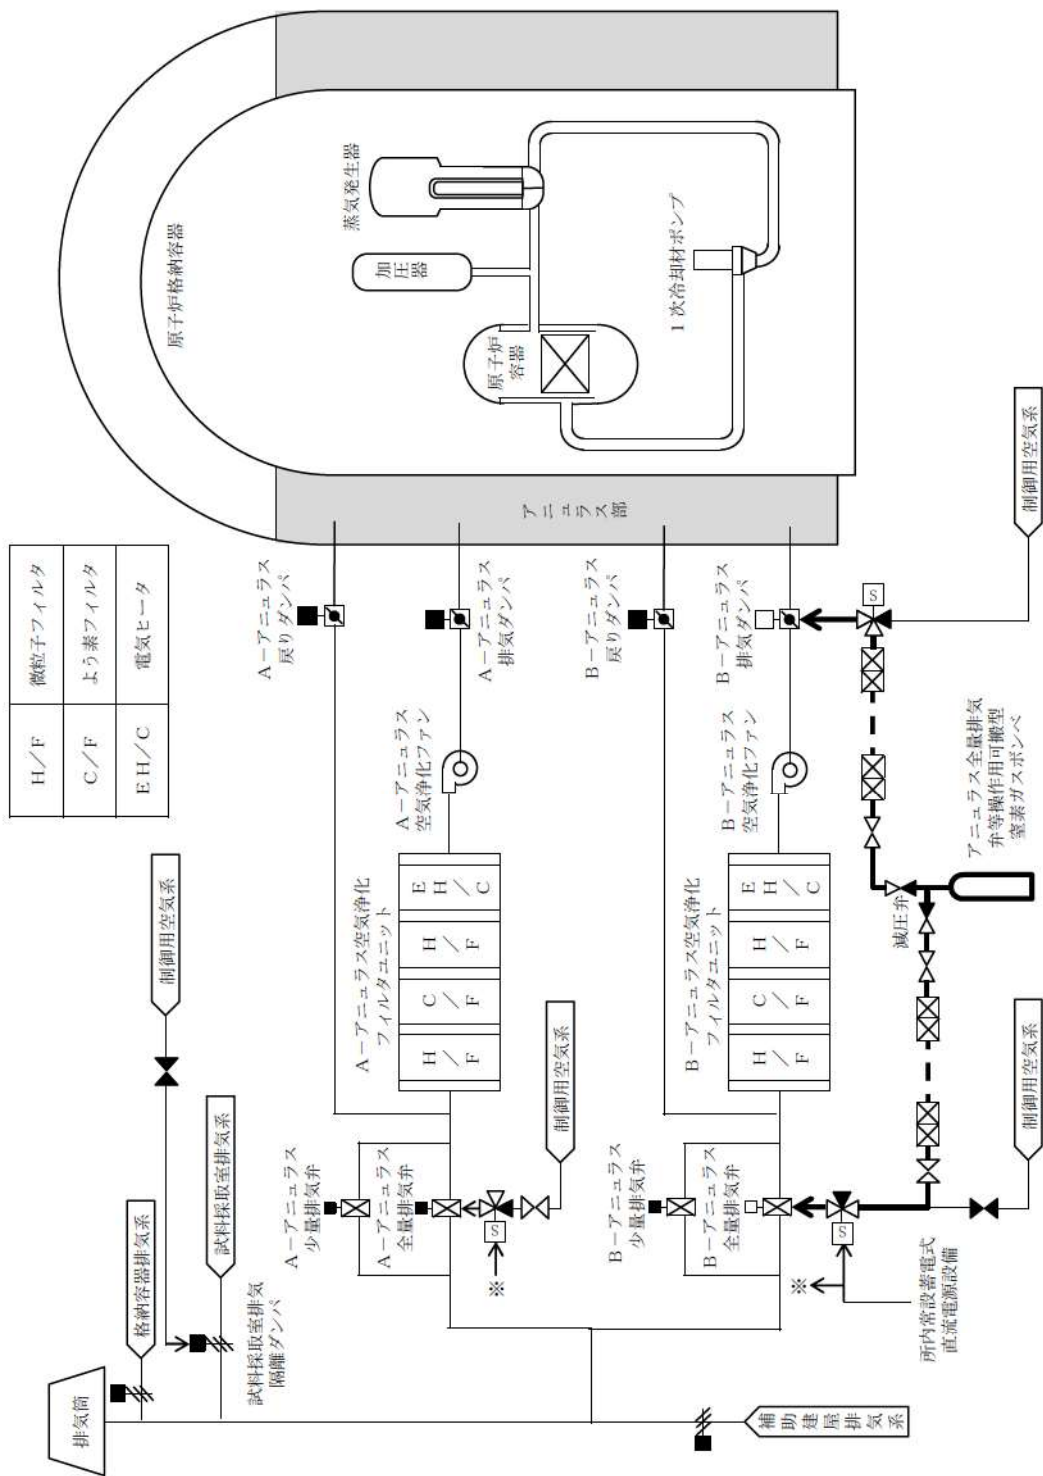 H／F
微粒子フィルタ
C／F
よう素フィルタ
EH／C
電気ヒータ
原子炉格納容器
蒸気発生器
加圧器
原子炉
容器
1次冷却材ポンプ
アニュラス部
A－アニュラス
戻りダンパ
A－アニュラス
排気ダンパ
B－アニュラス
戻りダンパ
B－アニュラス
排気ダンパ
A－アニュラス
空気浄化ファン
B－アニュラス
空気浄化ファン
A－アニュラス空気浄化
フィルタユニット
H／F
C／F
H／F
EH／C
B－アニュラス空気浄化
フィルタユニット
H／F
C／F
H／F
EH／C
S
制御用空気系
アニュラス全量排気
弁等操作用可搬型
窒素ガスボンベ
減圧弁
制御用空気系
制御用空気系
制御用空気系
A－アニュラス
少量排気弁
A－アニュラス
全量排気弁
B－アニュラス
少量排気弁
B－アニュラス
全量排気弁
S
※
S
※
所内常設蓄電式
直流電源設備
試料採取室排気系
格納容器排気系
試料採取室排気
隔離ダンパ
排気筒
補助建屋排気系